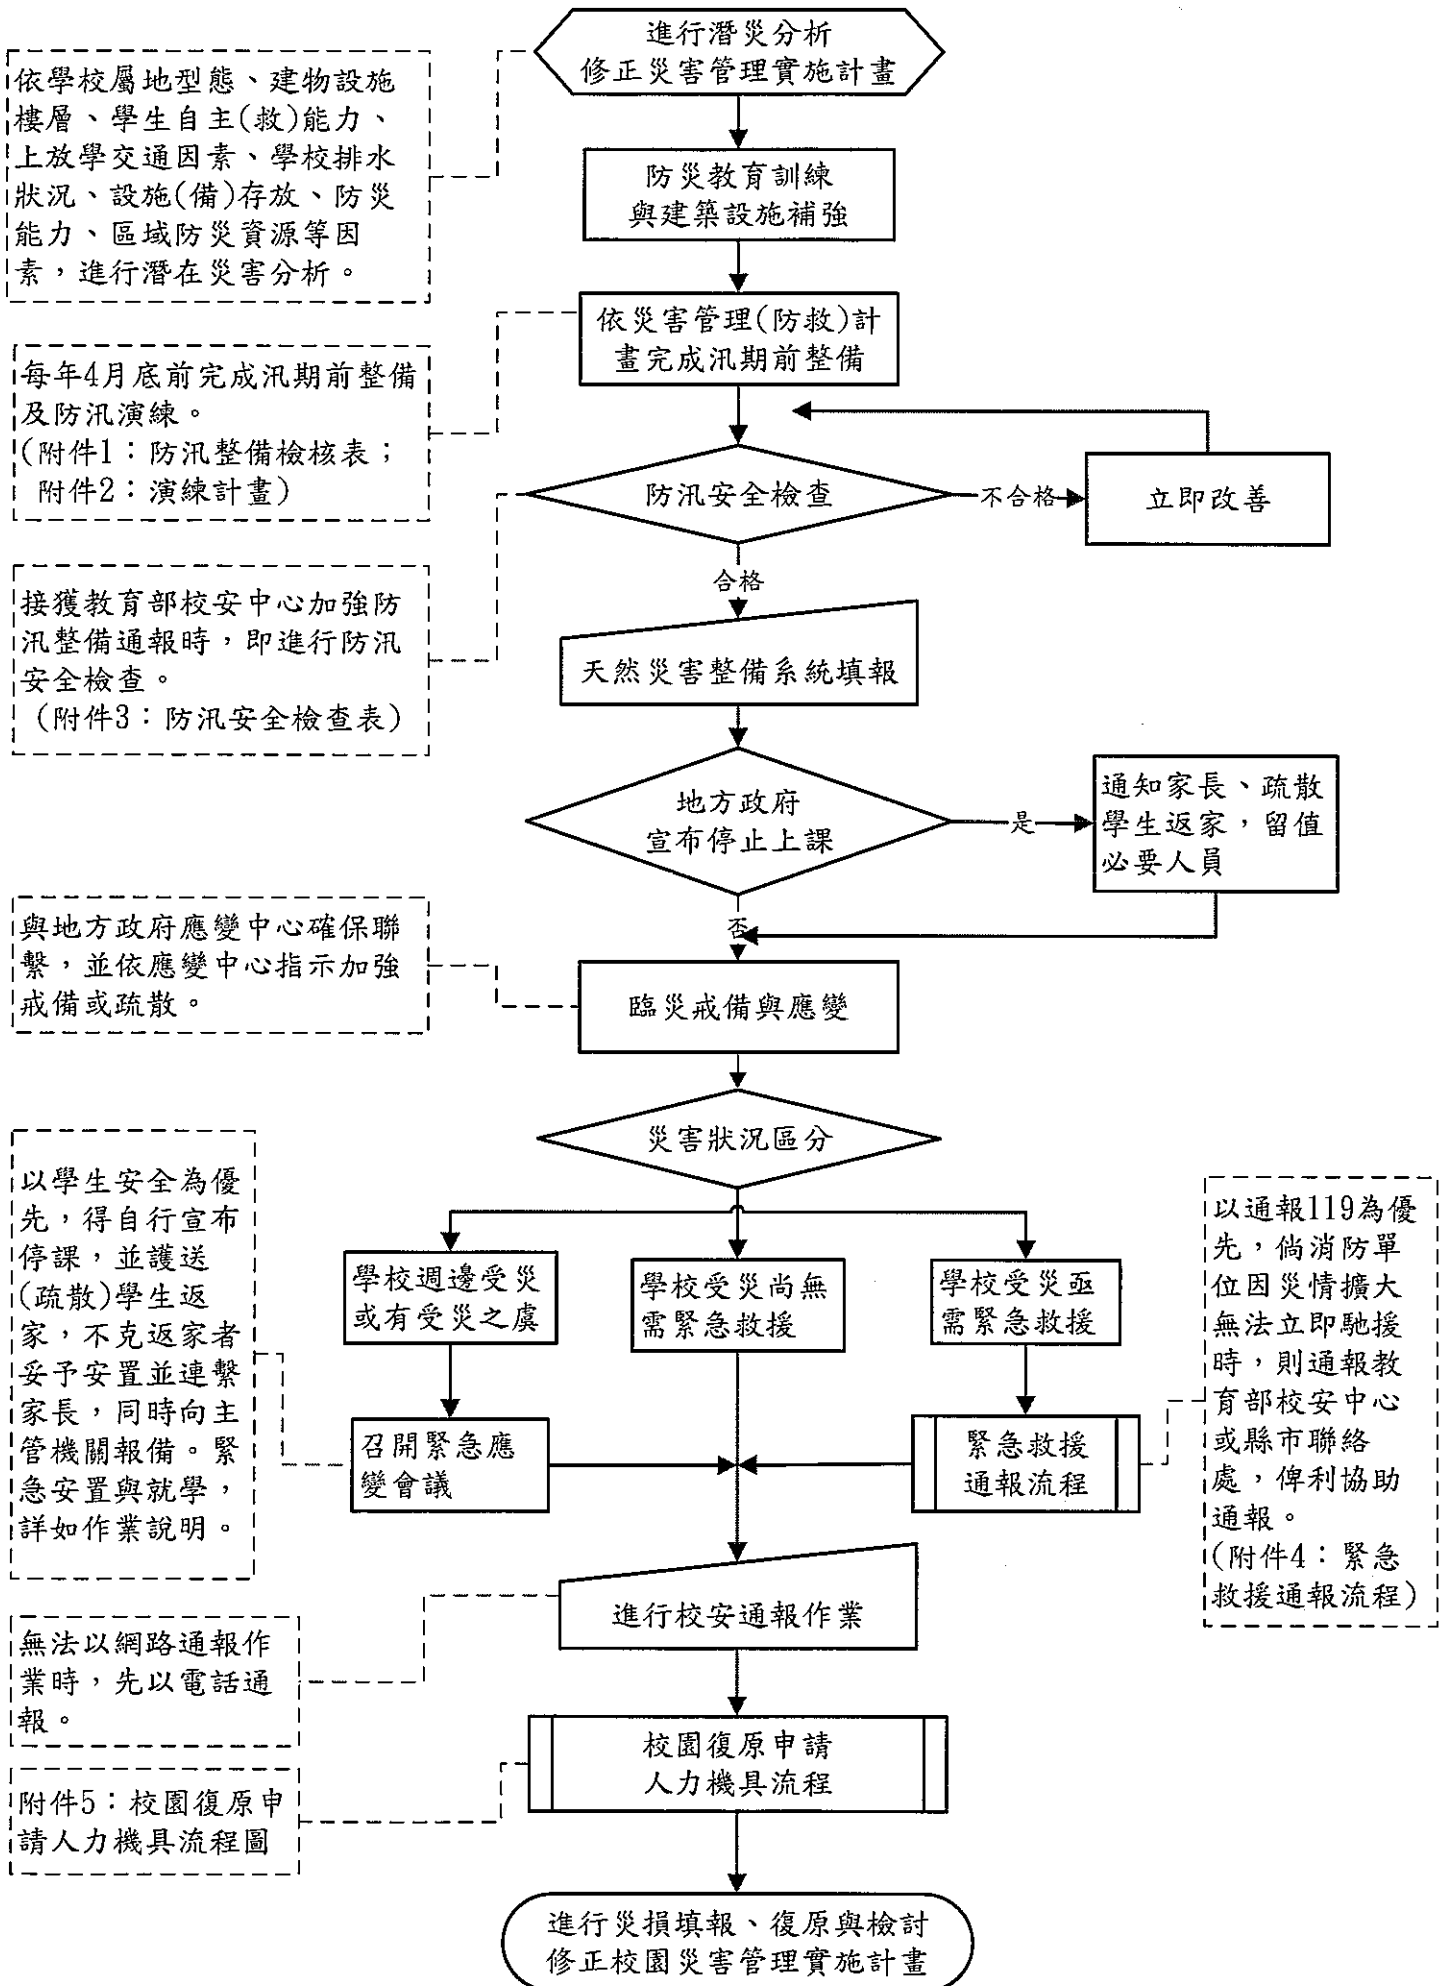 進行潛災分析
修正災害管理實施計畫
依學校屬地型態、建物設施
樓層、學生自主(救)能力、
上放學交通因素、學校排水
狀況、設施(備)存放、防災
能力、區域防災資源等因
素，進行潛在災害分析。
防災教育訓練
與建築設施補強
依災害管理(防救)計
畫完成汛期前整備
每年4月底前完成汛期前整備
及防汛演練。
(附件1：防汛整備檢核表；
附件2：演練計畫)
防汛安全檢查
不合格
立即改善
合格
接獲教育部校安中心加強防
汛整備通報時，即進行防汛
安全檢查。
(附件3：防汛安全檢查表)
天然災害整備系統填報
地方政府
宣布停止上課
是
通知家長、疏散
學生返家，留值
必要人員
否
與地方政府應變中心確保聯
繫，並依應變中心指示加強
戒備或疏散。
臨災戒備與應變
災害狀況區分
以學生安全為優
先，得自行宣布
停課，並護送
(疏散)學生返
家，不克返家者
妥予安置並連繫
家長，同時向主
管機關報備。緊
急安置與就學，
詳如作業說明。
學校週邊受災
或有受災之虞
學校受災尚無
需緊急救援
學校受災亟
需緊急救援
以通報119為優
先，倘消防單
位因災情擴大
無法立即馳援
時，則通報教
育部校安中心
或縣市聯絡
處，俾利協助
通報。
(附件4：緊急
救援通報流程)
召開緊急應
變會議
緊急救援
通報流程
進行校安通報作業
無法以網路通報作
業時，先以電話通
報。
校園復原申請
人力機具流程
附件5：校園復原申
請人力機具流程圖
進行災損填報、復原與檢討
修正校園災害管理實施計畫